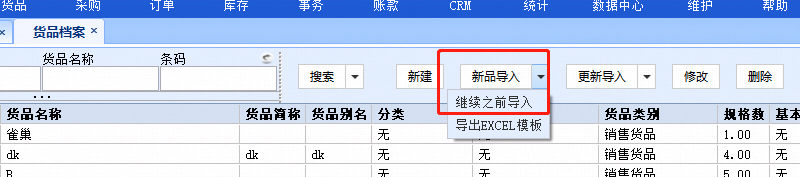 货品 采购 订单 库存 事务 账款 CRM 统计 数据中心 维护 帮助
× 货品档案 ×
货品名称 条码
搜索 新建 新品导入 更新导入 修改 删除
继续之前导入
导出EXCEL模板
货品名称 货品简称 货品别名 分类 货品类别 规格数 基本
雀巢 无 销售货品 1.00 无
dk dk dk 无 无 销售货品 4.00 无
B 无 无 销售货品 5.00 无